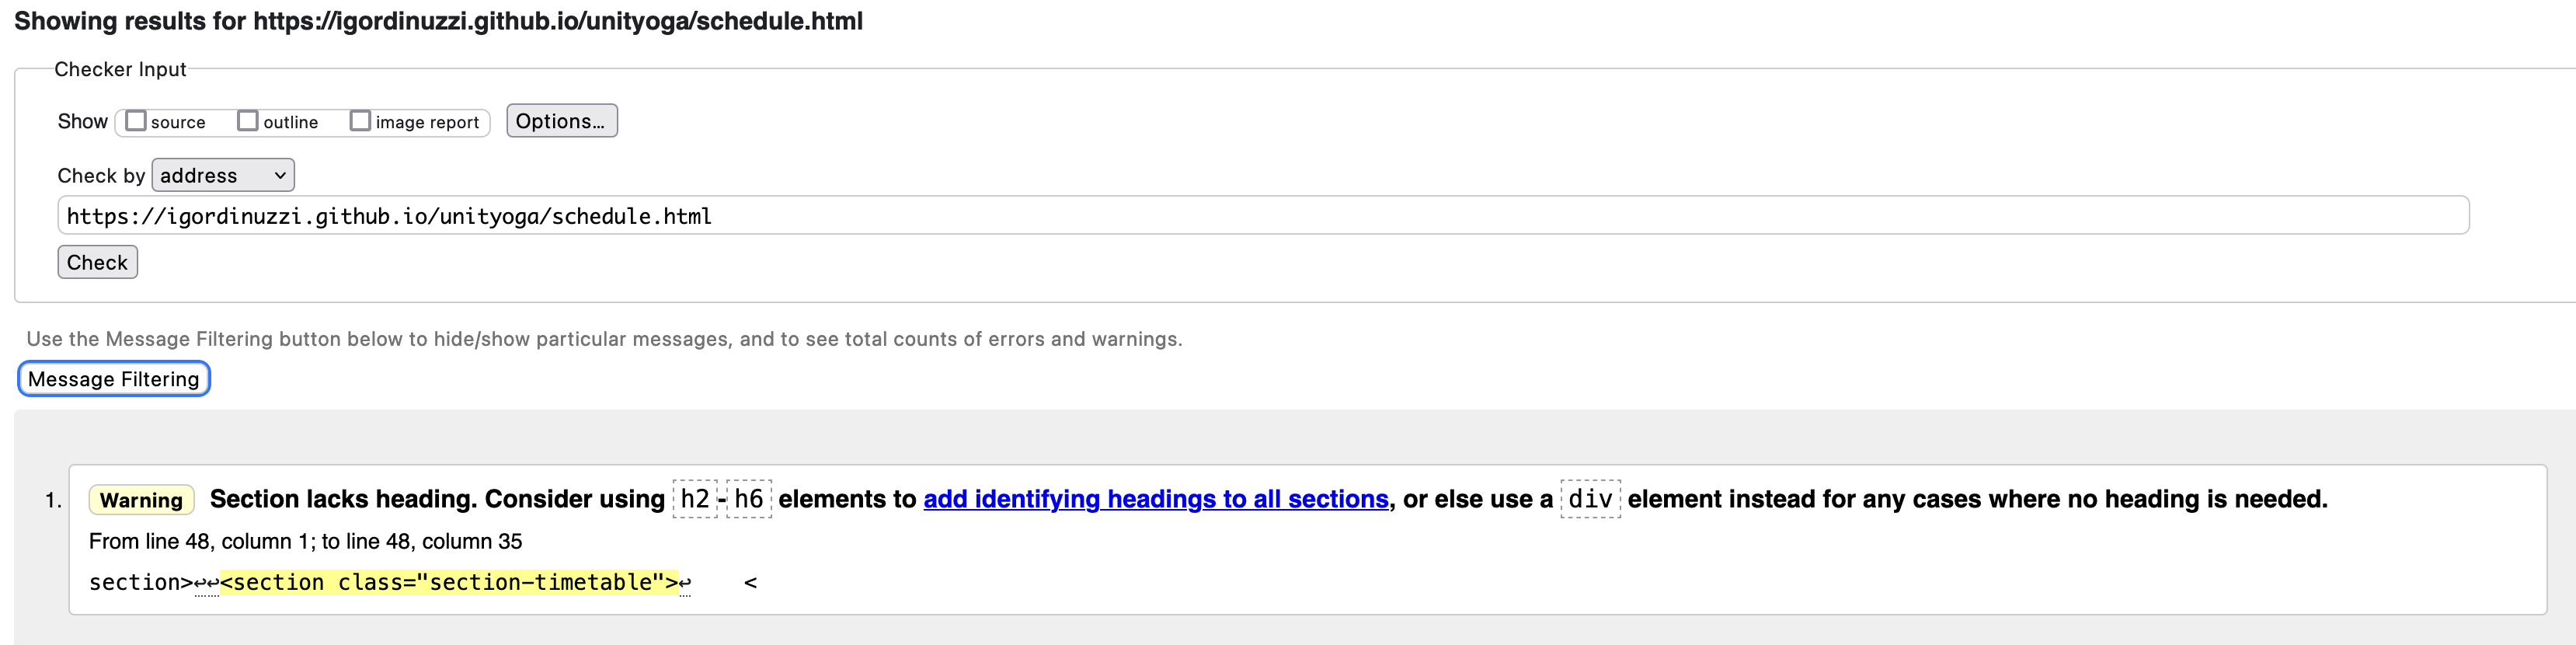 Showing results for https://igordinuzzi.github.io/unityoga/schedule.html
Checker Input
Show source outline image report Options...
Check by address
https://igordinuzzi.github.io/unityoga/schedule.html
Check
Use the Message Filtering button below to hide/show particular messages, and to see total counts of errors and warnings.
Message Filtering
1. Warning Section lacks heading. Consider using h2-h6 elements to add identifying headings to all sections, or else use a div element instead for any cases where no heading is needed.
From line 48, column 1; to line 48, column 35
section>↩↩<section class="section-timetable">↩    <